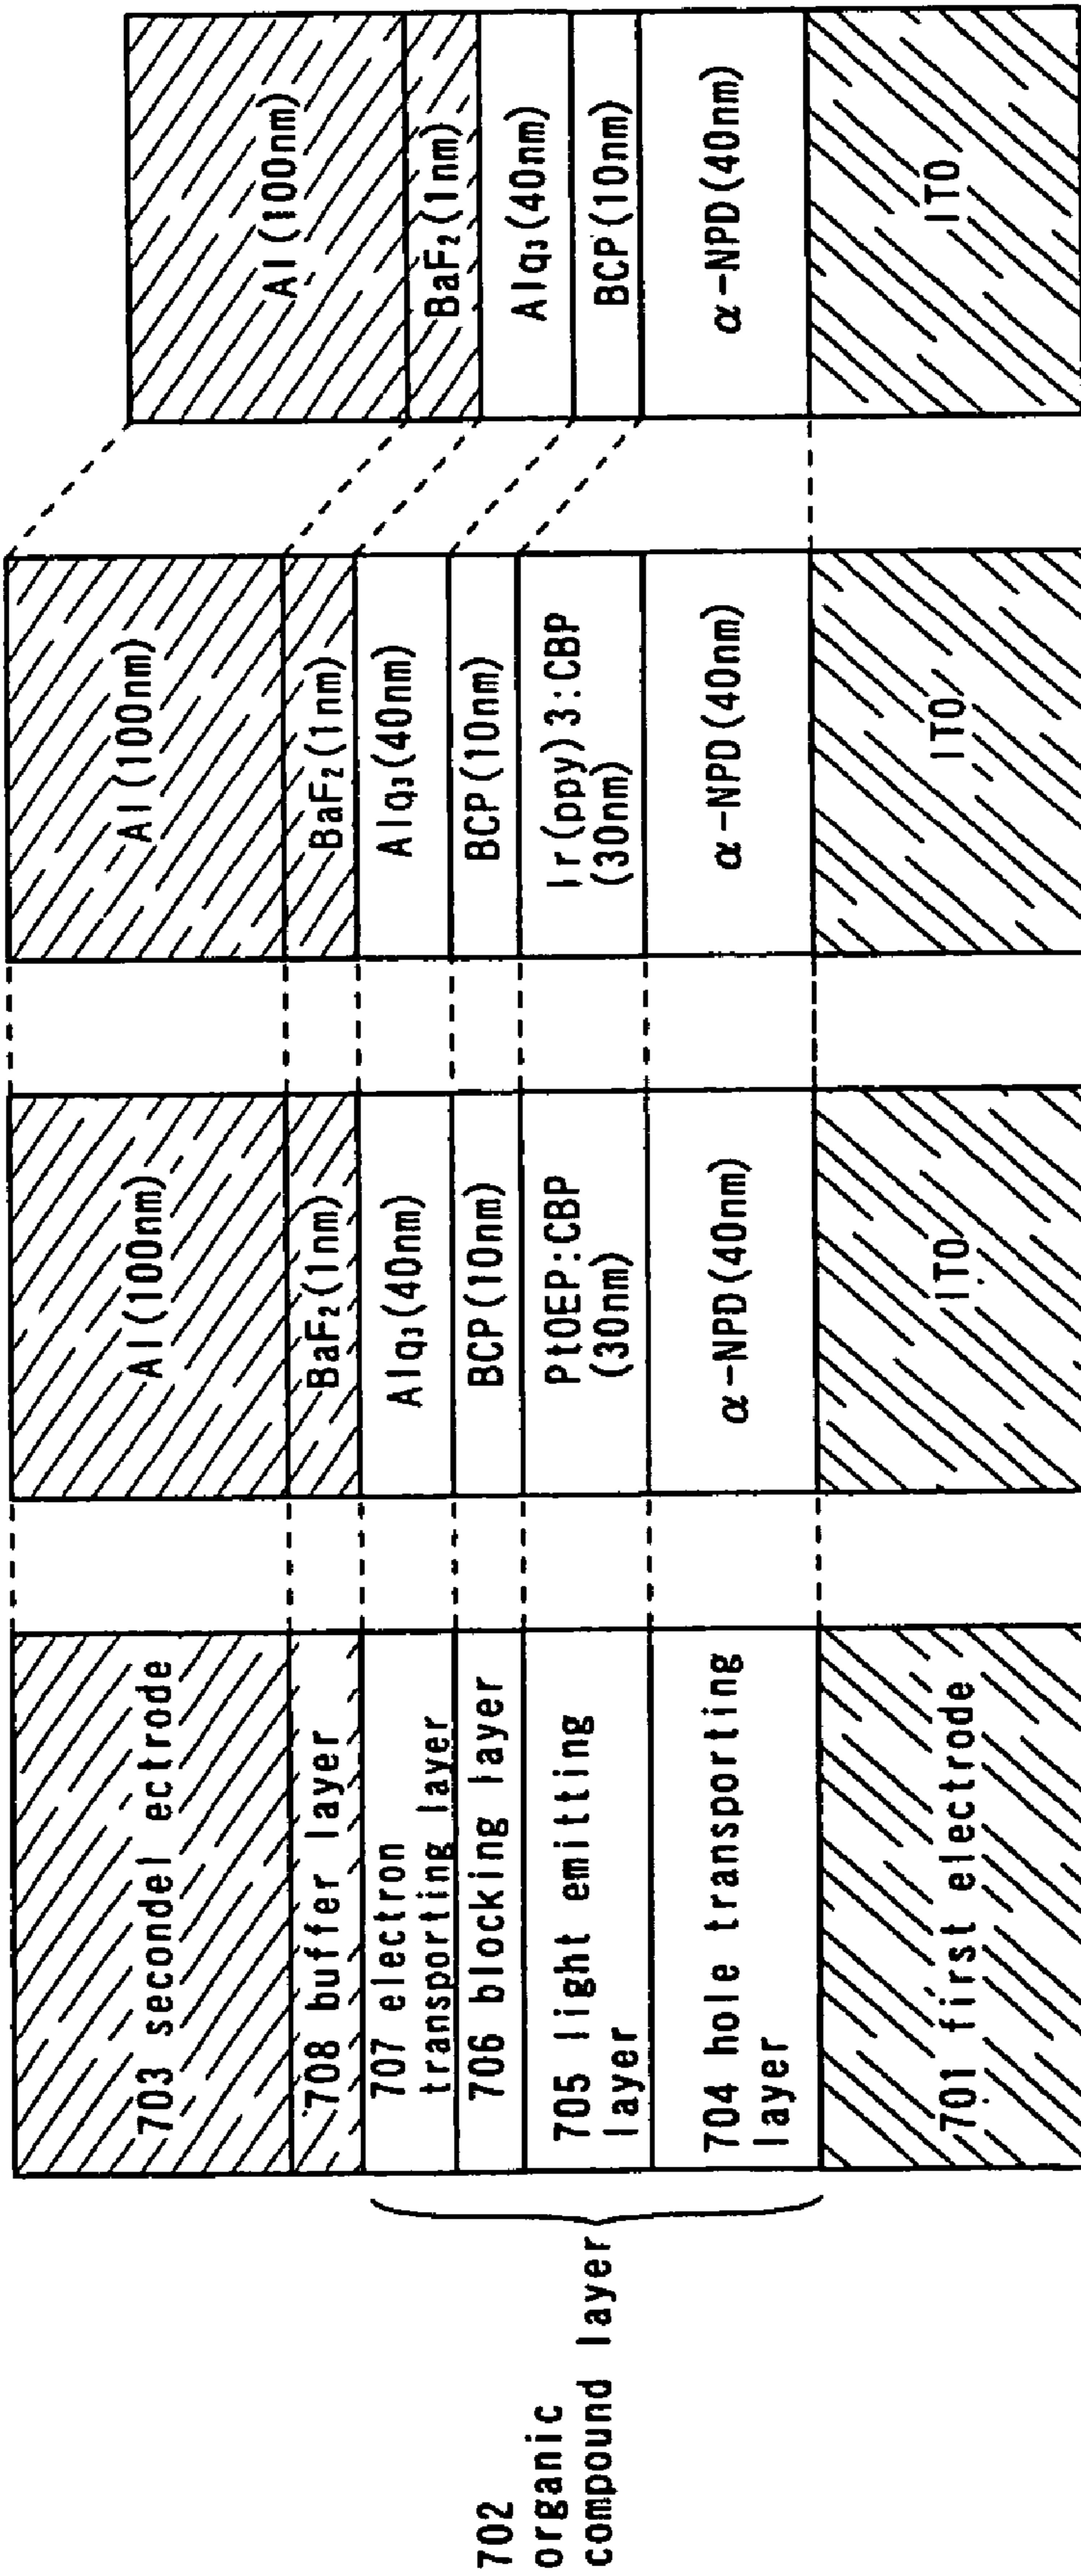 702
organic
compound layer
703 secondel ectrode
708 buffer layer
707 electron
transporting layer
706 blocking layer
705 light emitting
layer
704 hole transporting
layer
701 first electrode
Al(100nm)
BaF₂(1nm)
Alq₃(40nm)
BCP(10nm)
PtOEP:CBP
(30nm)
α-NPD(40nm)
ITO
Al(100nm)
BaF₂(1nm)
Alq₃(40nm)
BCP(10nm)
Ir(ppy)3:CBP
(30nm)
α-NPD(40nm)
ITO
Al(100nm)
BaF₂(1nm)
Alq₃(40nm)
BCP(10nm)
α-NPD(40nm)
ITO